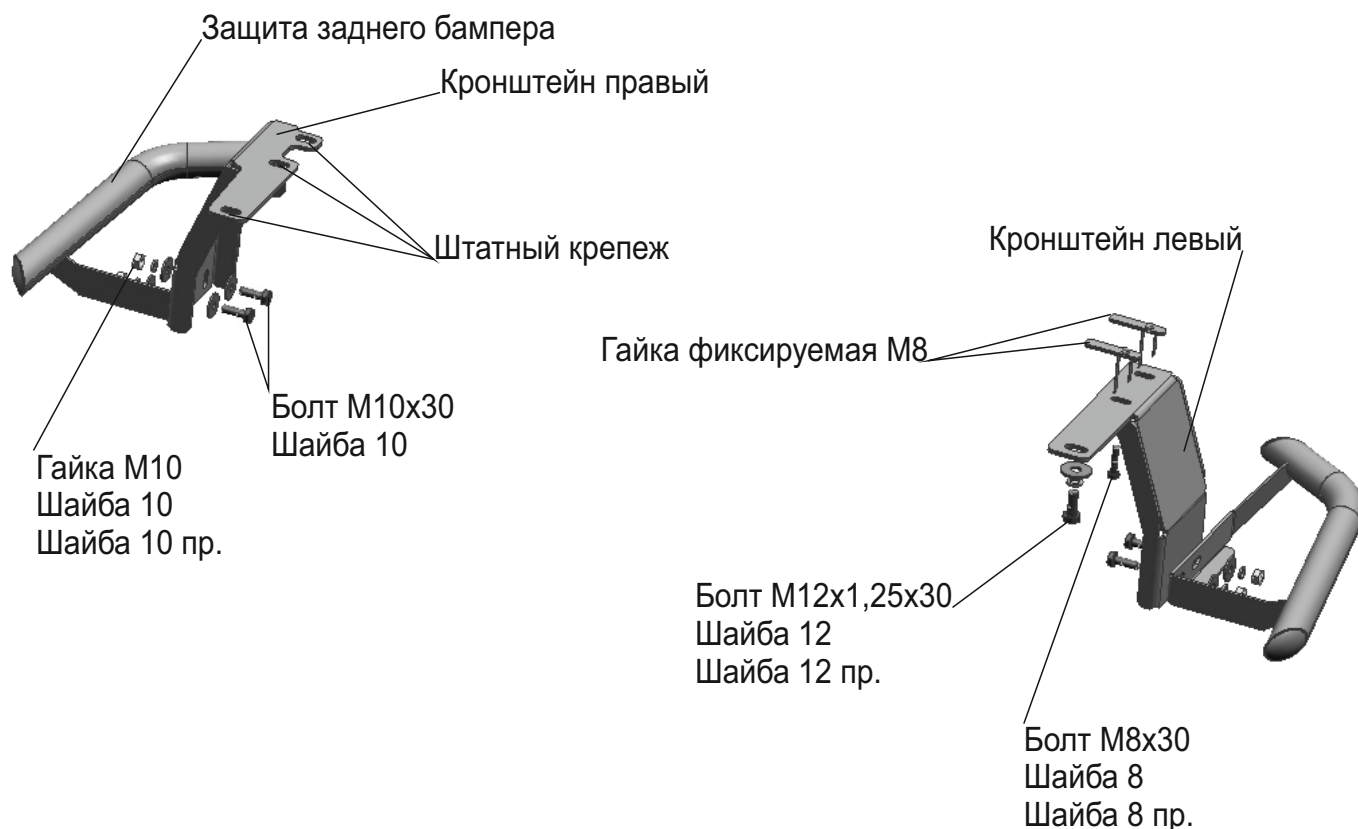 Защита заднего бампера
Кронштейн правый
Штатный крепеж
Болт М10х30
Шайба 10
Гайка М10
Шайба 10
Шайба 10 пр.
Кронштейн левый
Гайка фиксируемая М8
Болт М12х1,25х30
Шайба 12
Шайба 12 пр.
Болт М8х30
Шайба 8
Шайба 8 пр.